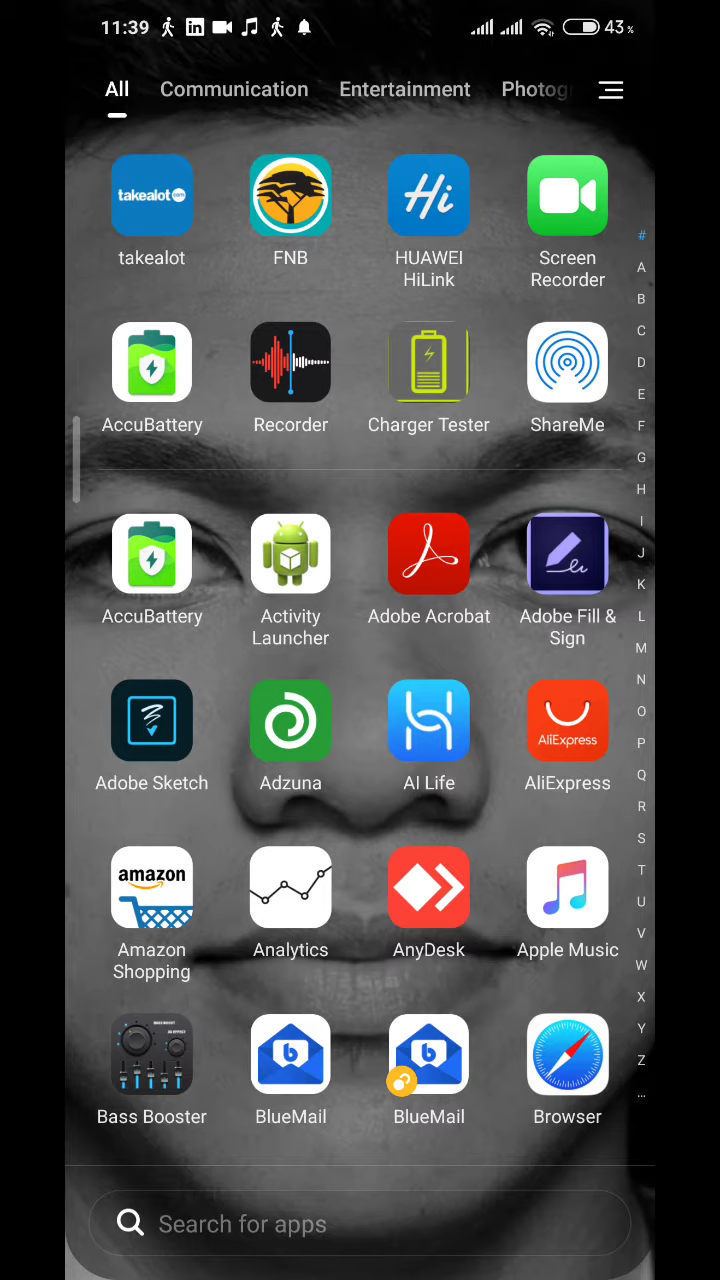 11:39
43%
All Communication Entertainment Photog
takealot com
takealot
FNB
Hi
HUAWEI
HiLink
Screen
Recorder
AccuBattery
Recorder
Charger Tester
ShareMe
AccuBattery
Activity
Launcher
Adobe Acrobat
Adobe Fill &
Sign
Adobe Sketch
Adzuna
AI Life
AliExpress
AliExpress
amazon
Amazon
Shopping
Analytics
AnyDesk
Apple Music
Bass Booster
BlueMail
BlueMail
Browser
#
A
B
C
D
E
F
G
H
I
J
K
L
M
N
O
P
Q
R
S
T
U
V
W
X
Y
Z
...
Search for apps